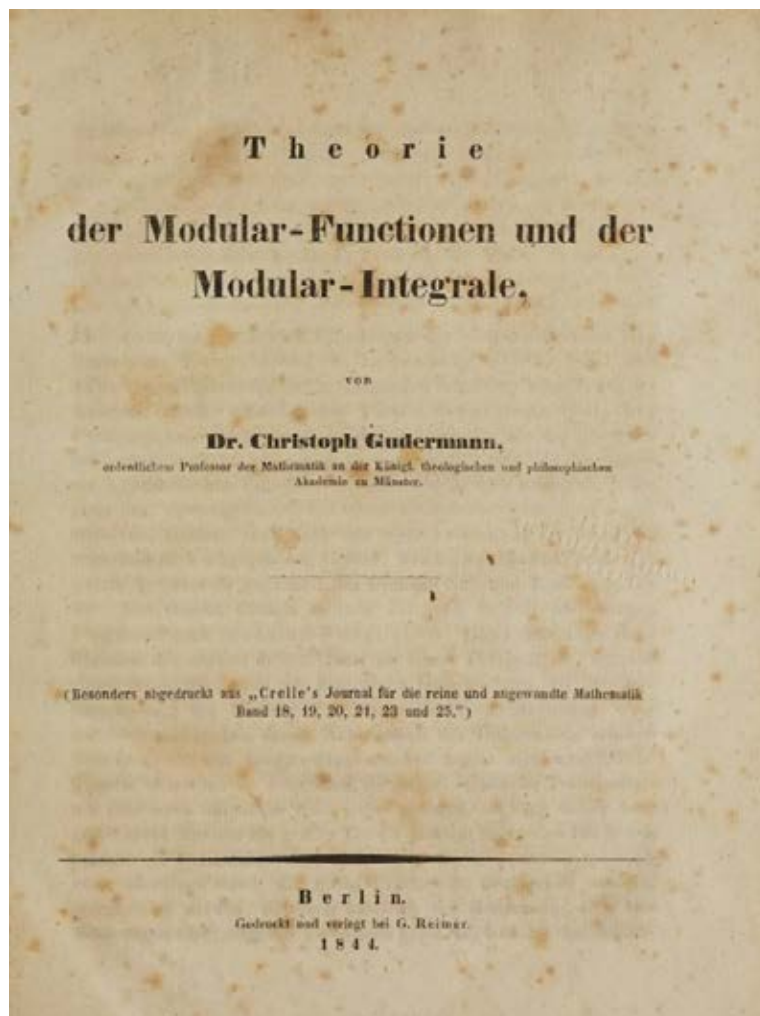 Theorie
der Modular-Functionen und der
Modular-Integrale,
von
Dr. Christoph Gudermann,
ordentlichem Professor der Mathematik an der Königl. theologischen und philosophischen
Akademie zu Münster.
(Besonders abgedruckt aus „Crelle's Journal für die reine und angewandte Mathematik
Band 18, 19, 20, 21, 23 und 25.")
Berlin.
Gedruckt und verlegt bei G. Reimer.
1844.